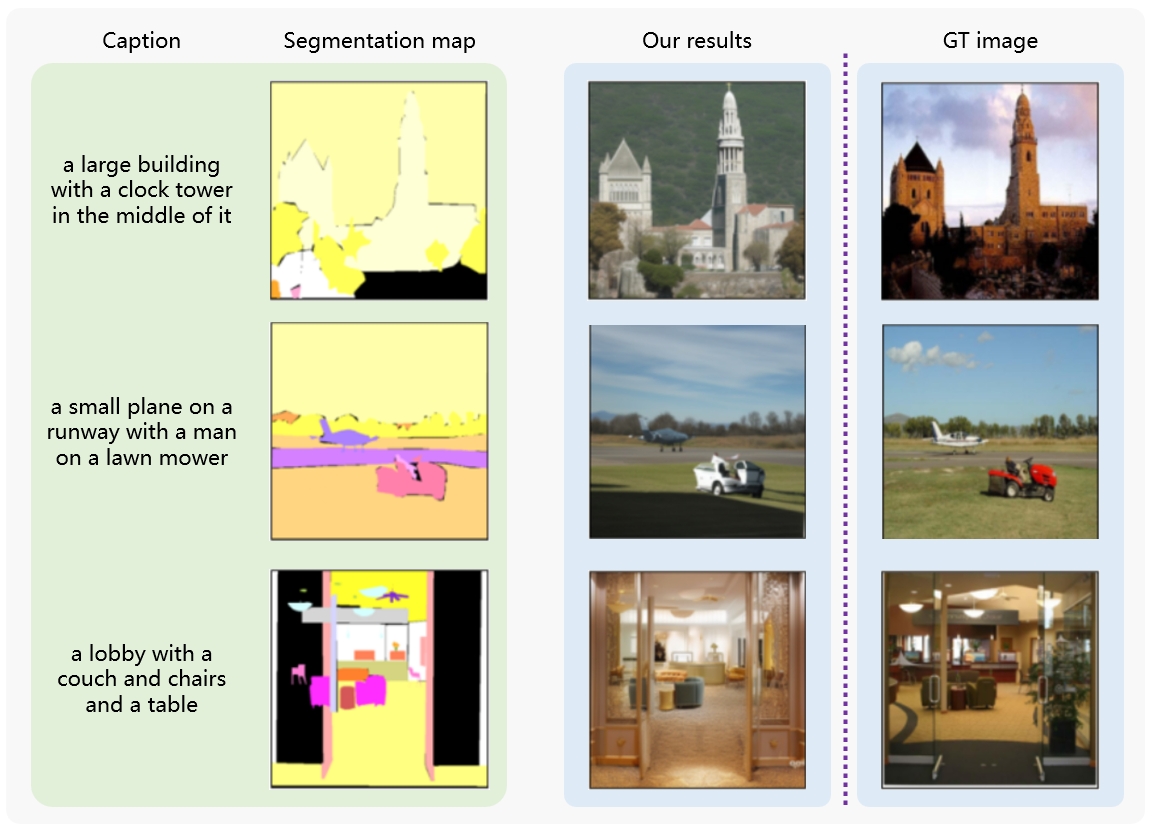 Caption
Segmentation map
Our results
GT image
a large building
with a clock tower
in the middle of it
a small plane on a
runway with a man
on a lawn mower
a lobby with a
couch and chairs
and a table